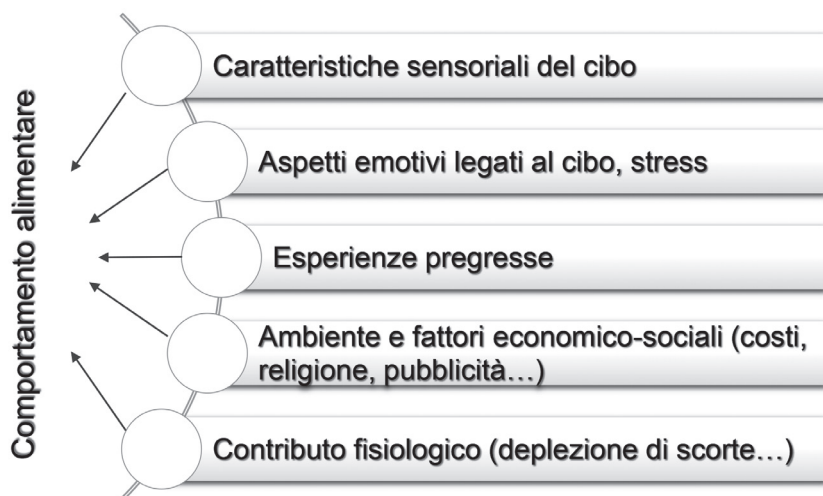 Comportamento alimentare
Caratteristiche sensoriali del cibo
Aspetti emotivi legati al cibo, stress
Esperienze pregresse
Ambiente e fattori economico-sociali (costi,
religione, pubblicità…)
Contributo fisiologico (deplezione di scorte…)